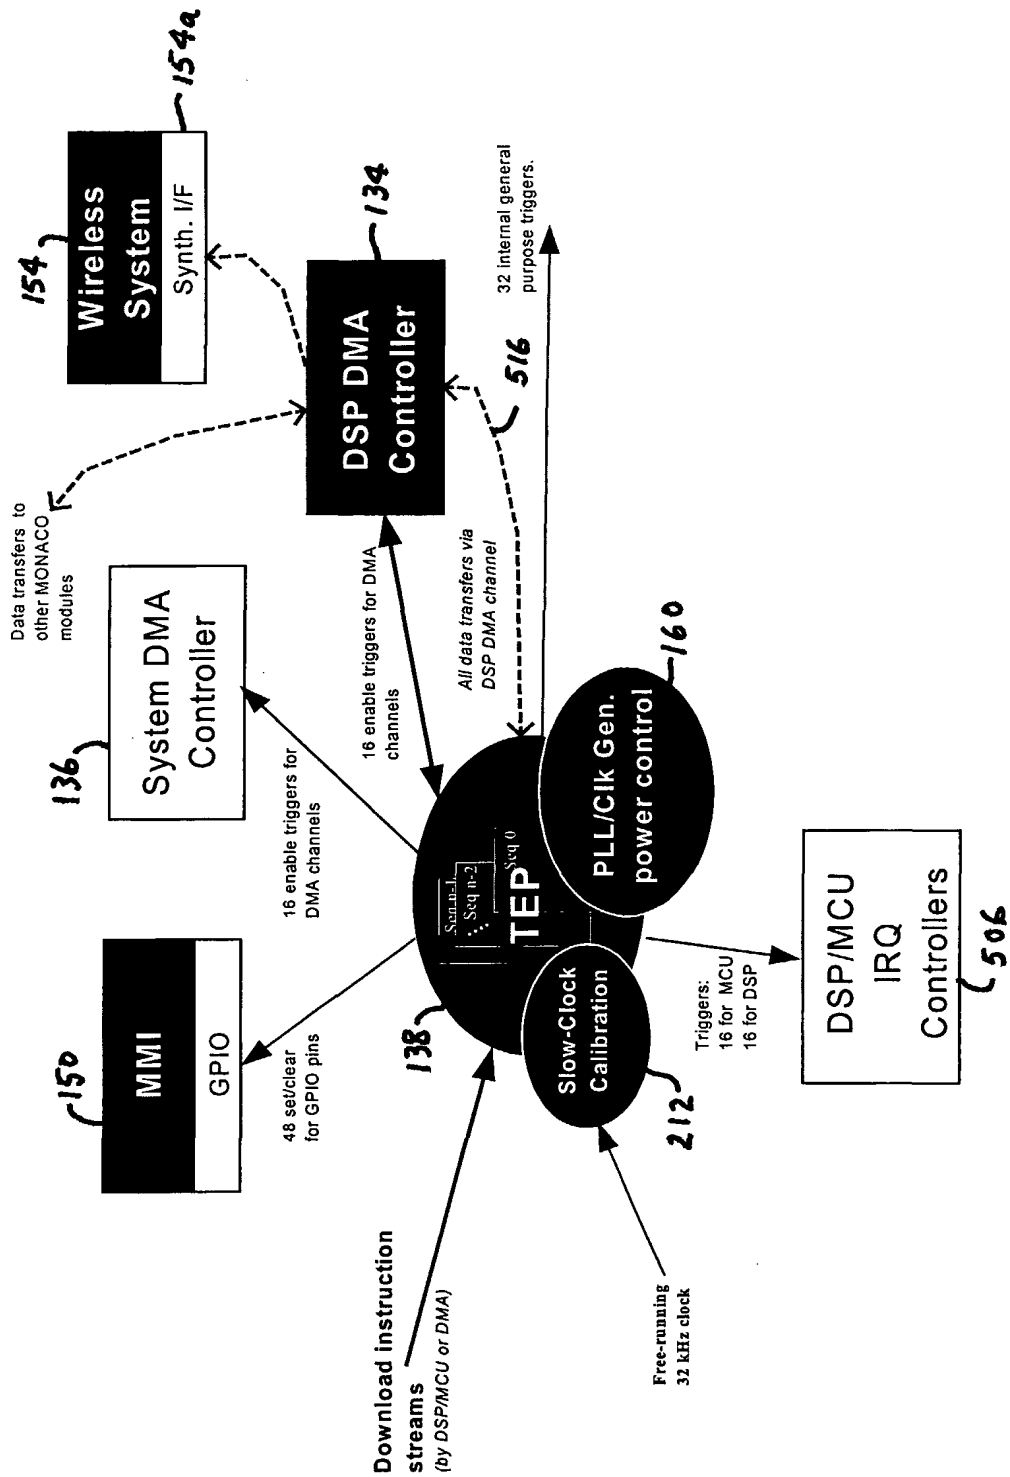 150
MMI
GPIO
48 set/clear
for GPIO pins
136
System DMA
Controller
16 enable triggers for
DMA channels
Data transfers to
other MONACO
modules
154
Wireless
System
Synth. I/F
154a
DSP DMA
Controller
134
16 enable triggers for DMA
channels
All data transfers via
DSP DMA channel
516
32 internal general
purpose triggers.
Download instruction
streams
(by DSP/MCU or DMA)
138
Seq n-1
Seq n-2
Seq 0
TEP
Slow-Clock
Calibration
212
PLL/Clk Gen.
power control
160
Free-running
32 kHz clock
Triggers:
16 for MCU
16 for DSP
DSP/MCU
IRQ
Controllers
506